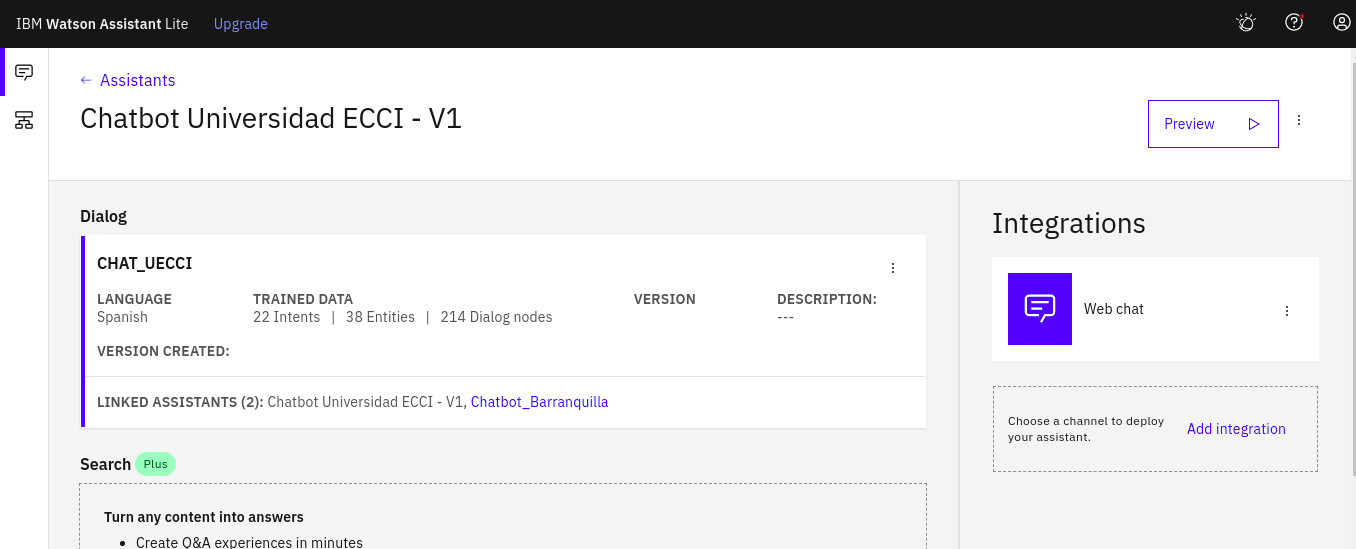 IBM Watson Assistant Lite Upgrade
← Assistants
Chatbot Universidad ECCI - V1
Preview
Dialog
CHAT_UECCI
LANGUAGE TRAINED DATA VERSION DESCRIPTION:
Spanish 22 Intents | 38 Entities | 214 Dialog nodes ---
VERSION CREATED:
LINKED ASSISTANTS (2): Chatbot Universidad ECCI - V1, Chatbot_Barranquilla
Search Plus
Turn any content into answers
• Create Q&A experiences in minutes
Integrations
Web chat
Choose a channel to deploy
your assistant.
Add integration